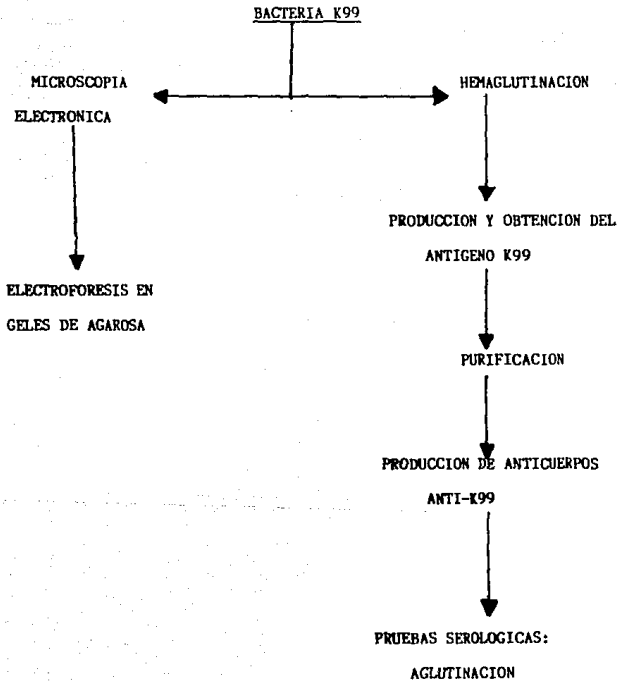 BACTERIA K99
MICROSCOPIA
ELECTRONICA
HEMAGLUTINACION
PRODUCCION Y OBTENCION DEL
ANTIGENO K99
ELECTROFORESIS EN
GELES DE AGAROSA
PURIFICACION
PRODUCCION DE ANTICUERPOS
ANTI-K99
PRUEBAS SEROLOGICAS:
AGLUTINACION